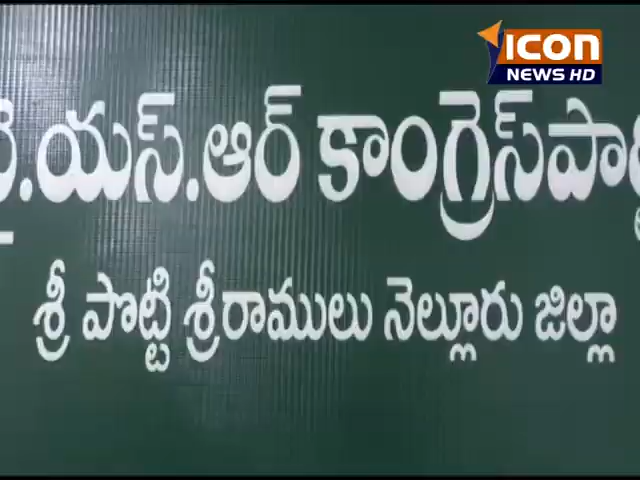 icon
NEWS HD
వై.యస్.ఆర్ కాంగ్రెస్‌పార్టీ
శ్రీ పొట్టి శ్రీరాములు నెల్లూరు జిల్లా